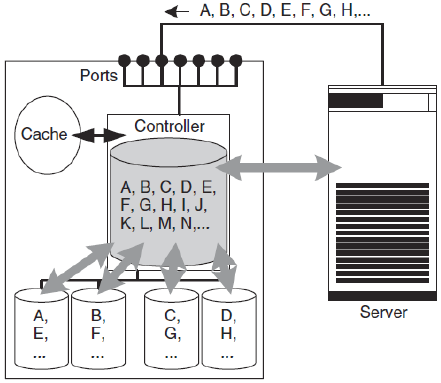 A, B, C, D, E, F, G, H,...
Ports
Controller
Cache
A, B, C, D, E,
F, G, H, I, J,
K, L, M, N,...
Server
A,
E,
...
B,
F,
...
C,
G,
...
D,
H,
...